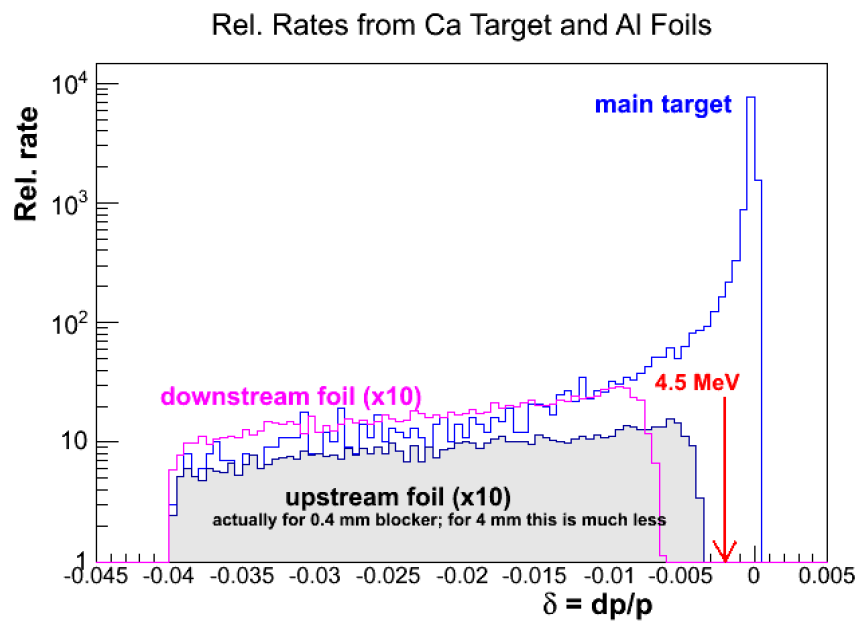 Rel. Rates from Ca Target and Al Foils
Rel. rate
10^4
10^3
10^2
10
1
main target
4.5 MeV
downstream foil (x10)
upstream foil (x10)
actually for 0.4 mm blocker; for 4 mm this is much less
-0.045 -0.04 -0.035 -0.03 -0.025 -0.02 -0.015 -0.01 -0.005 0 0.005
δ = dp/p